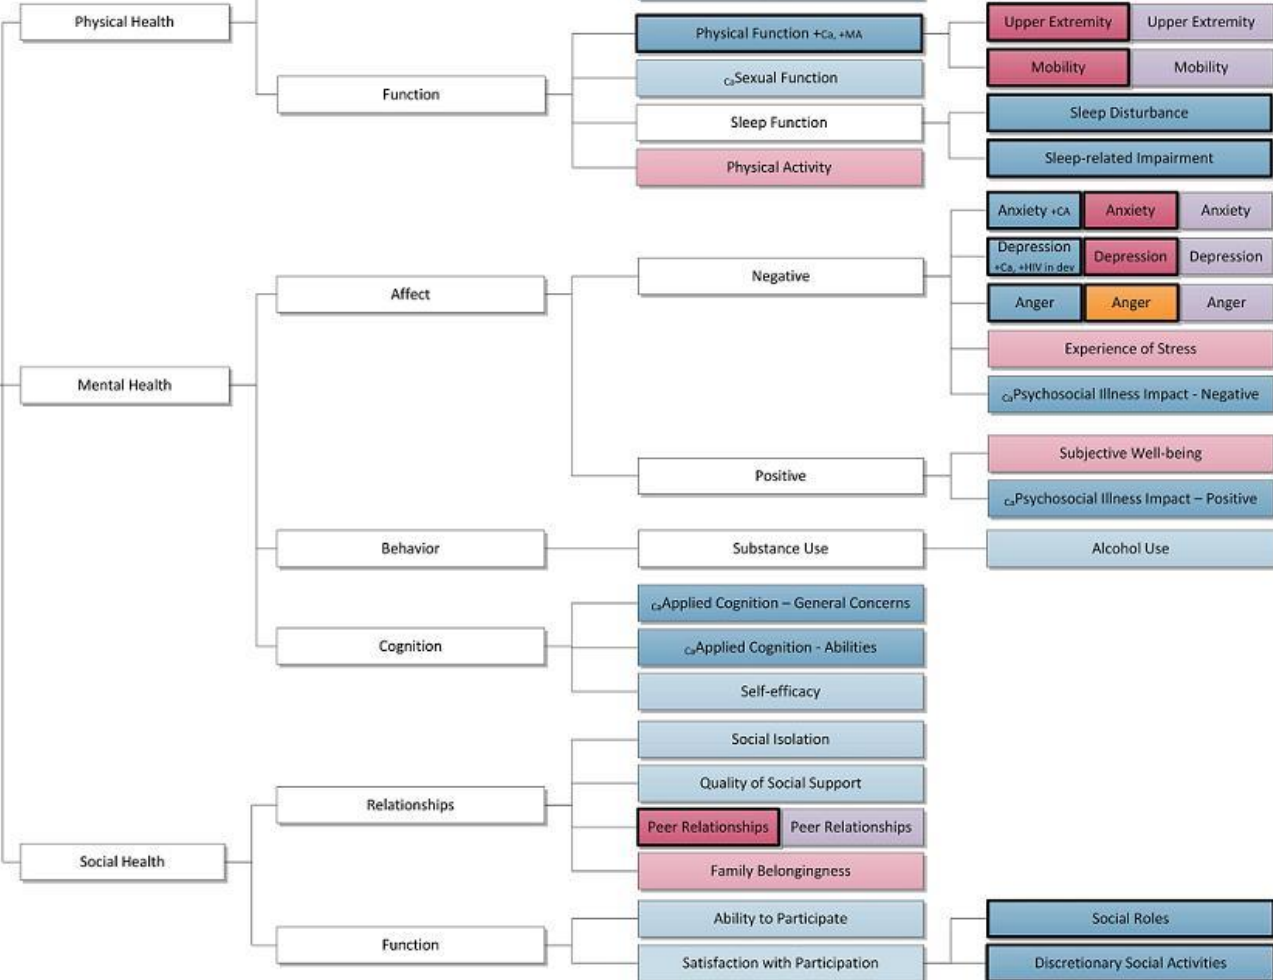 Physical Health
Function
Physical Function +Ca, +MA
Upper Extremity
Upper Extremity
Mobility
Mobility
CaSexual Function
Sleep Function
Sleep Disturbance
Sleep-related Impairment
Physical Activity
Mental Health
Affect
Negative
Anxiety +CA
Anxiety
Anxiety
Depression
+Ca, +HIV in dev
Depression
Depression
Anger
Anger
Anger
Experience of Stress
CaPsychosocial Illness Impact - Negative
Positive
Subjective Well-being
CaPsychosocial Illness Impact – Positive
Behavior
Substance Use
Alcohol Use
Cognition
CaApplied Cognition – General Concerns
CaApplied Cognition - Abilities
Self-efficacy
Social Health
Relationships
Social Isolation
Quality of Social Support
Peer Relationships
Peer Relationships
Family Belongingness
Function
Ability to Participate
Satisfaction with Participation
Social Roles
Discretionary Social Activities